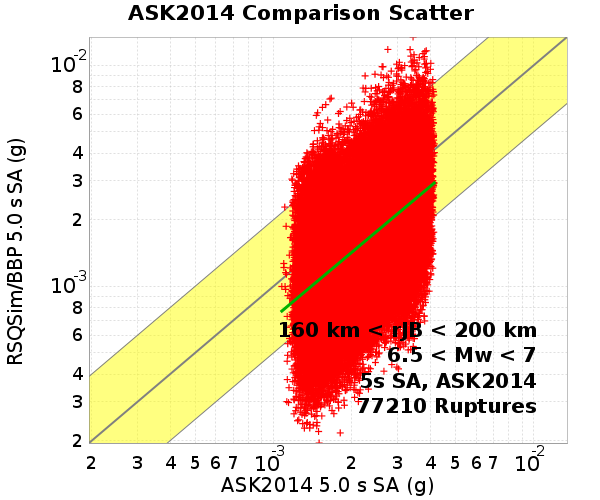 ASK2014 Comparison Scatter
RSQSim/BBP 5.0 s SA (g)
10-2
8
6
4
3
2
10-3
8
6
4
3
2
160 km < rJB < 200 km
6.5 < Mw < 7
5s SA, ASK2014
77210 Ruptures
2 3 4 5 6 7 10-3 2 3 4 5 6 7 10-2
ASK2014 5.0 s SA (g)